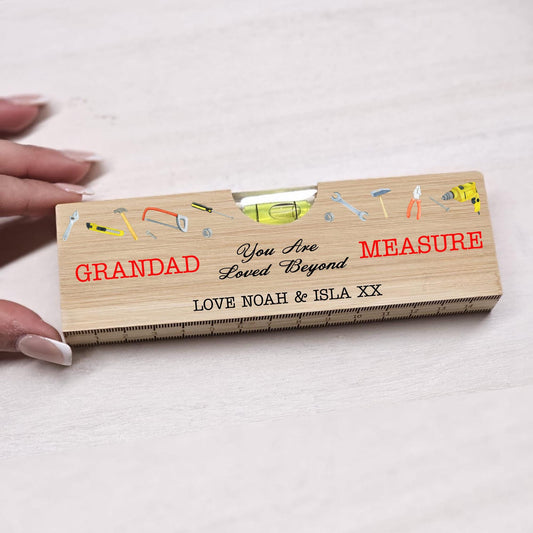 GRANDAD You Are MEASURE
Loved Beyond
LOVE NOAH & ISLA XX